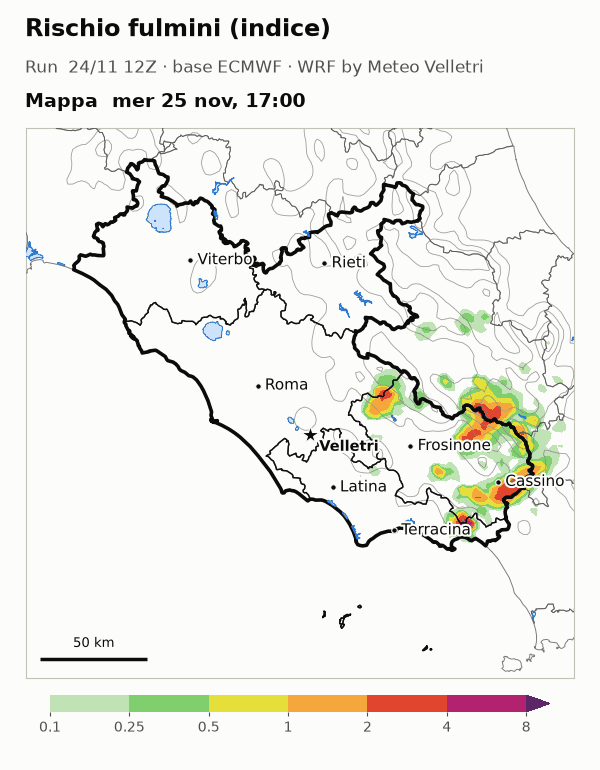 Rischio fulmini (indice)
Run  24/11 12Z · base ECMWF · WRF by Meteo Velletri
Mappa  mer 25 nov, 17:00
Viterbo
Rieti
Roma
Velletri
Frosinone
Latina
Cassino
Terracina
50 km
0.1 0.25 0.5 1 2 4 8